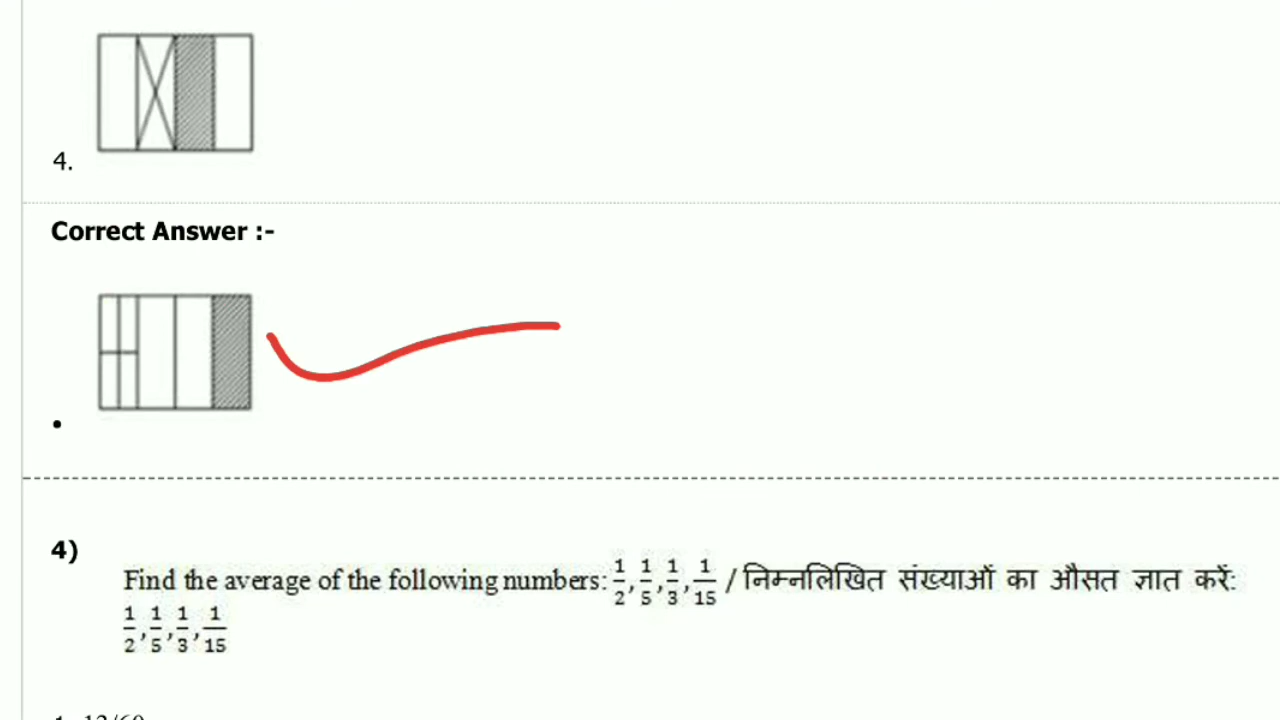 4.
Correct Answer :-
4)
Find the average of the following numbers: 1/2, 1/5, 1/3, 1/15 / निम्नलिखित संख्याओं का औसत ज्ञात करें:
1/2, 1/5, 1/3, 1/15